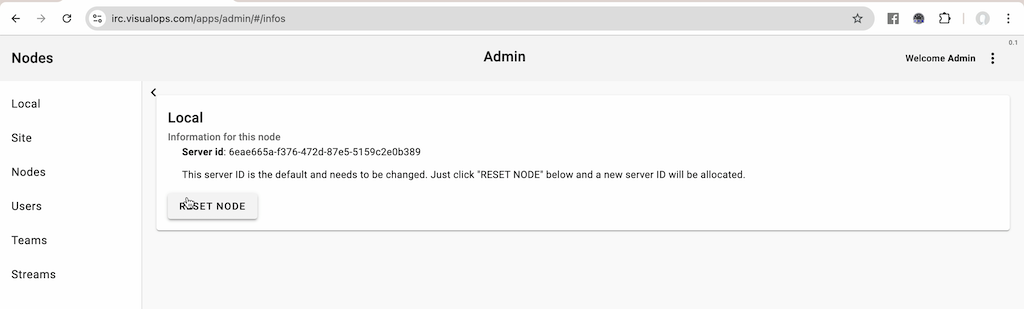 irc.visualops.com/apps/admin/#/infos
0.1
Nodes
Admin
Welcome Admin
Local
Site
Nodes
Users
Teams
Streams
Local
Information for this node
Server id: 6eae665a-f376-472d-87e5-5159c2e0b389
This server ID is the default and needs to be changed. Just click "RESET NODE" below and a new server ID will be allocated.
RESET NODE